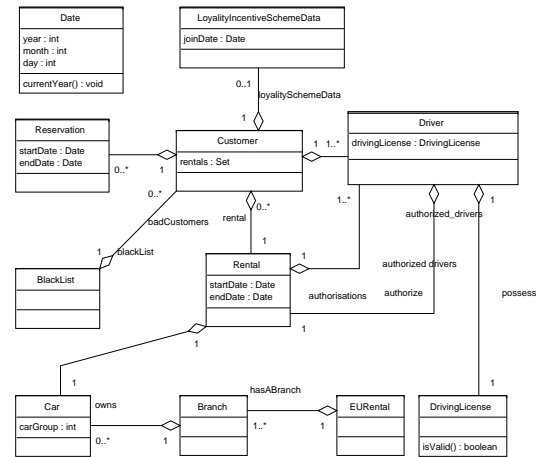 Date
year : int
month : int
day : int
currentYear() : void
LoyalityIncentiveSchemeData
joinDate : Date
0..1
loyalitySchemeData
1
Reservation
startDate : Date
endDate : Date
0..*
1
Customer
rentals : Set
1
1..*
Driver
drivingLicense : DrivingLicense
0..*
badCustomers
1
blackList
BlackList
0..*
rental
1
Rental
startDate : Date
endDate : Date
1
1..*
authorized drivers
authorized_drivers
authorisations
authorize
1
1
possess
1
1
1
Car
carGroup : int
owns
0..*
1
Branch
hasABranch
1..*
1
EURental
DrivingLicense
isValid() : boolean